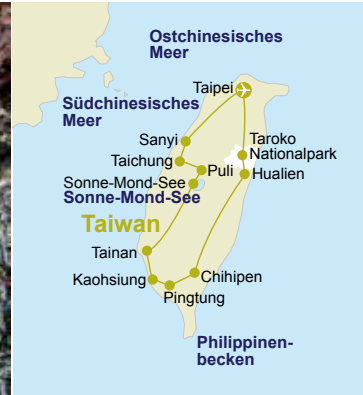 Ostchinesisches
Meer
Taipei
Südchinesisches
Meer
Sanyi
Taroko
Nationalpark
Taichung
Puli
Hualien
Sonne-Mond-See
Sonne-Mond-See
Taiwan
Tainan
Kaohsiung
Chihipen
Pingtung
Philippinen-
becken